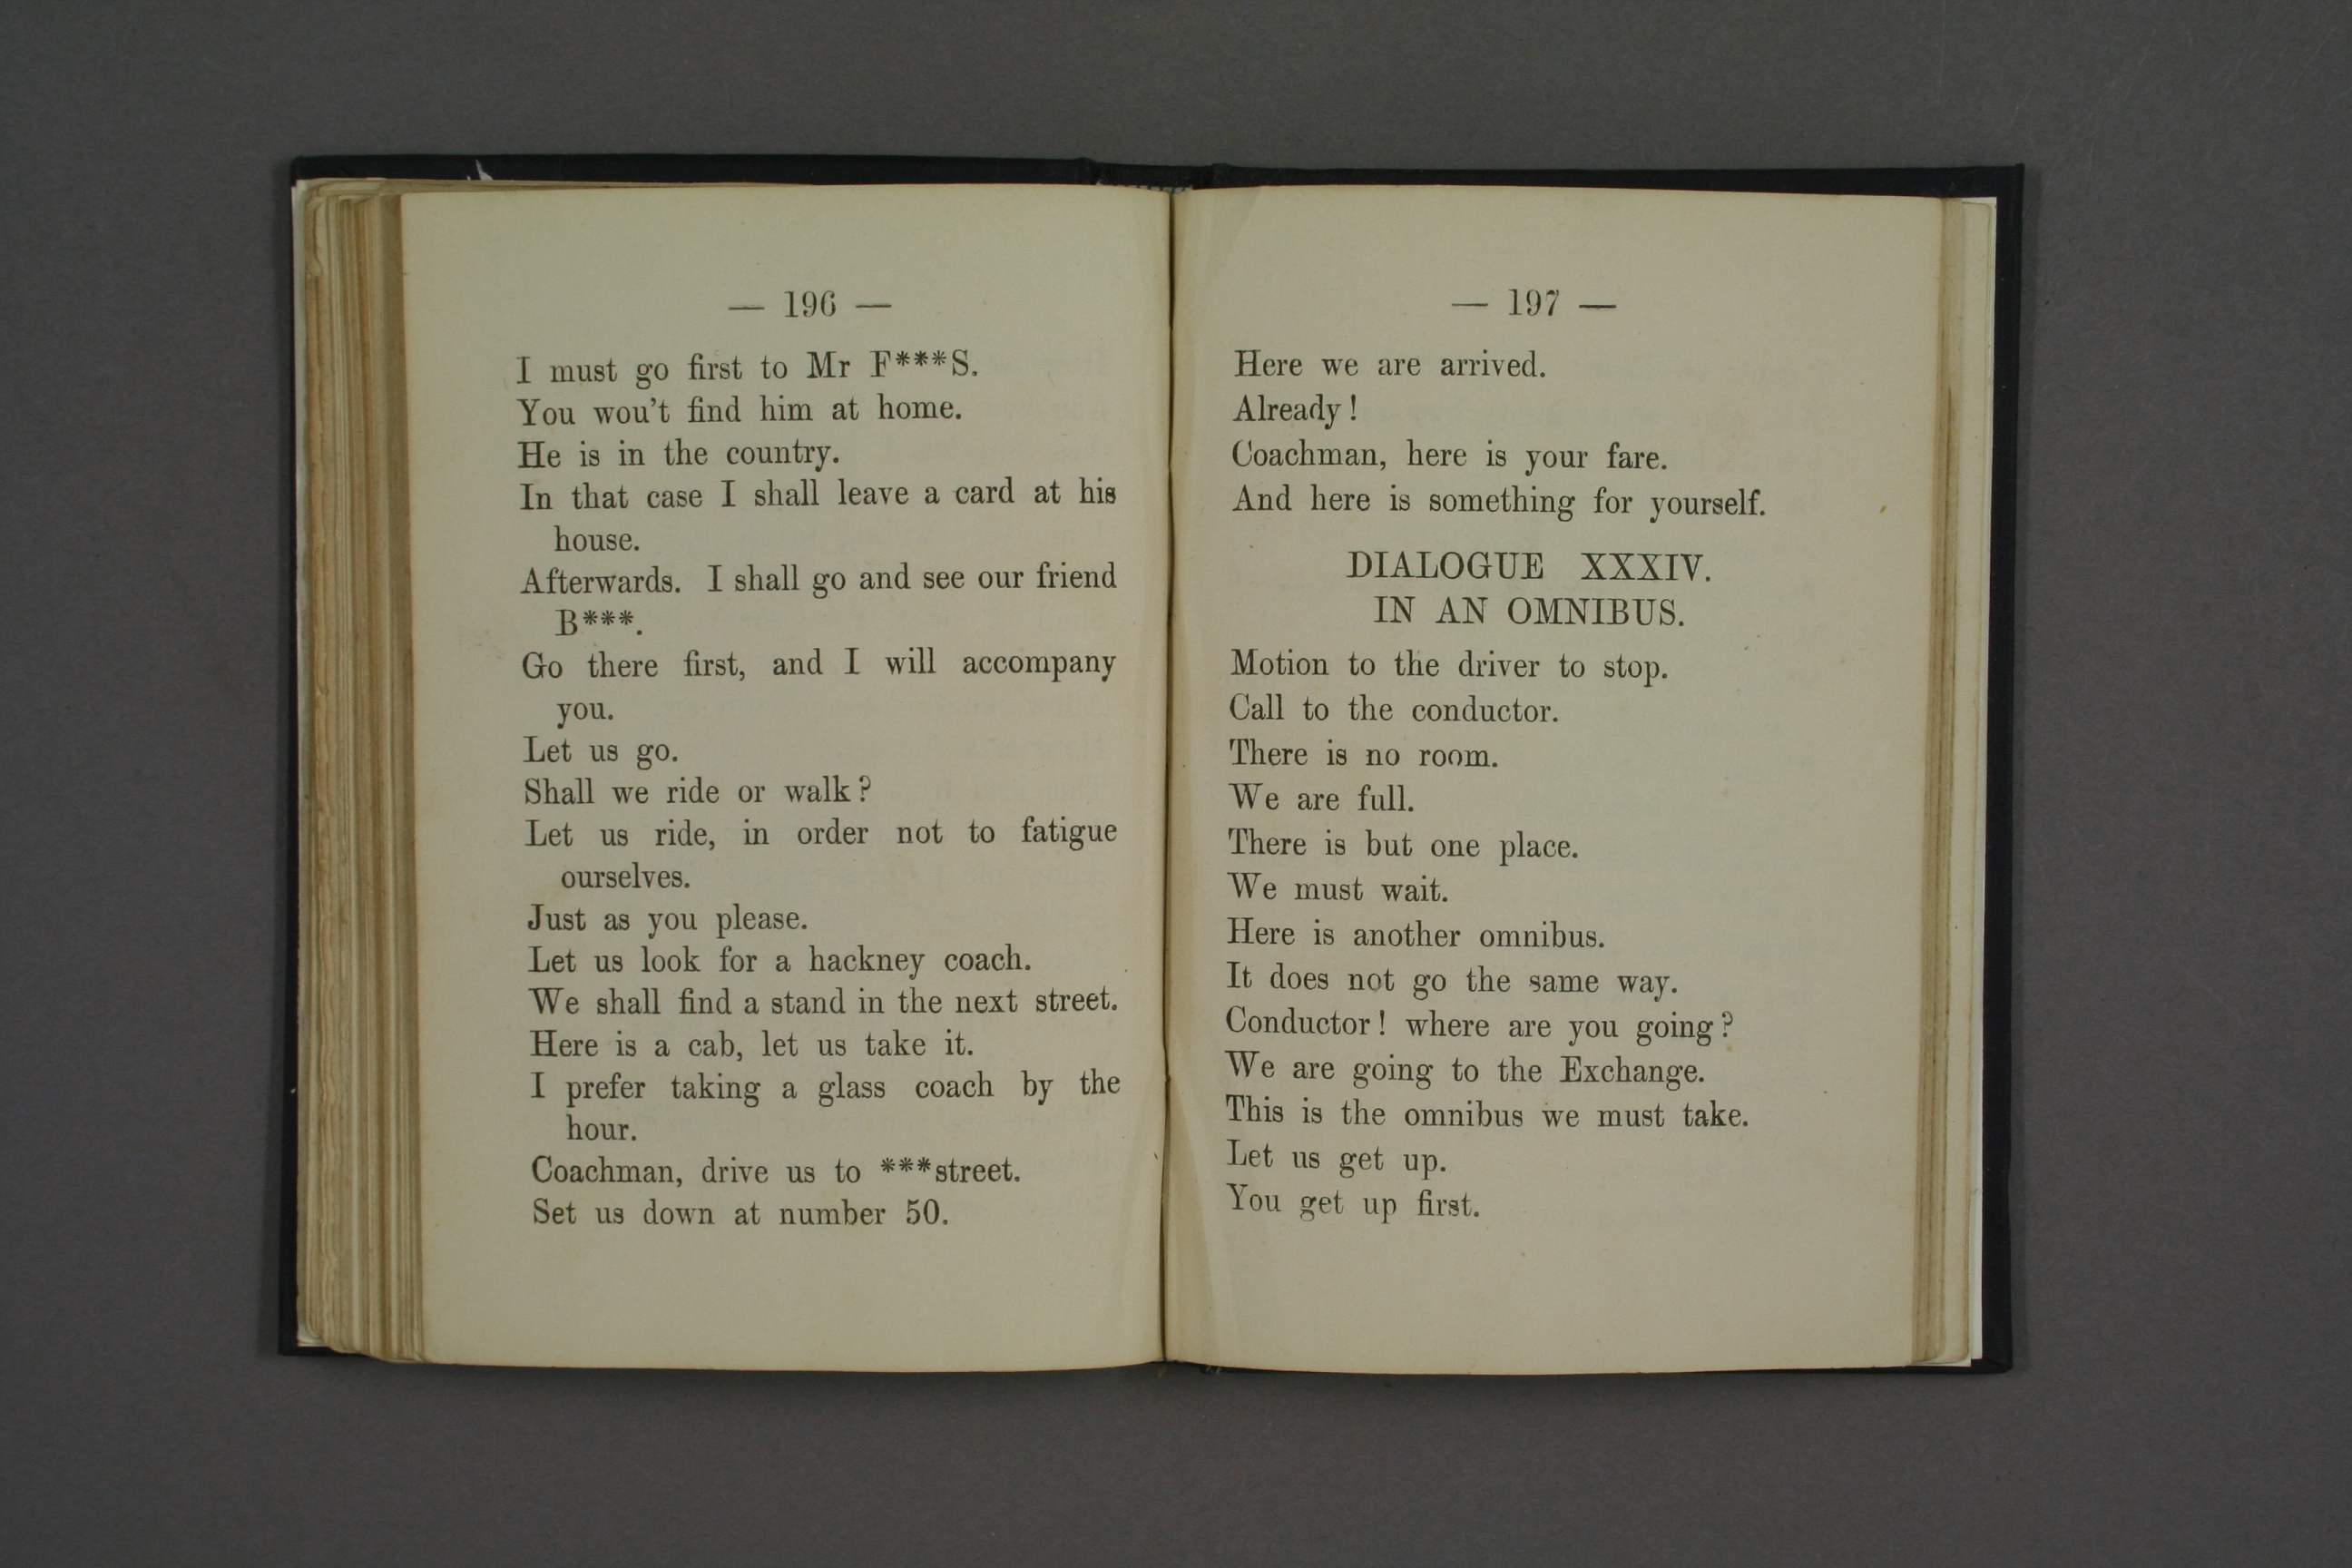 — 196 —
I must go first to Mr F***S.
You wou't find him at home.
He is in the country.
In that case I shall leave a card at his
house.
Afterwards. I shall go and see our friend
B***.
Go there first, and I will accompany
you.
Let us go.
Shall we ride or walk?
Let us ride, in order not to fatigue
ourselves.
Just as you please.
Let us look for a hackney coach.
We shall find a stand in the next street.
Here is a cab, let us take it.
I prefer taking a glass coach by the
hour.
Coachman, drive us to ***street.
Set us down at number 50.
— 197 —
Here we are arrived.
Already!
Coachman, here is your fare.
And here is something for yourself.
DIALOGUE XXXIV.
IN AN OMNIBUS.
Motion to the driver to stop.
Call to the conductor.
There is no room.
We are full.
There is but one place.
We must wait.
Here is another omnibus.
It does not go the same way.
Conductor! where are you going?
We are going to the Exchange.
This is the omnibus we must take.
Let us get up.
You get up first.